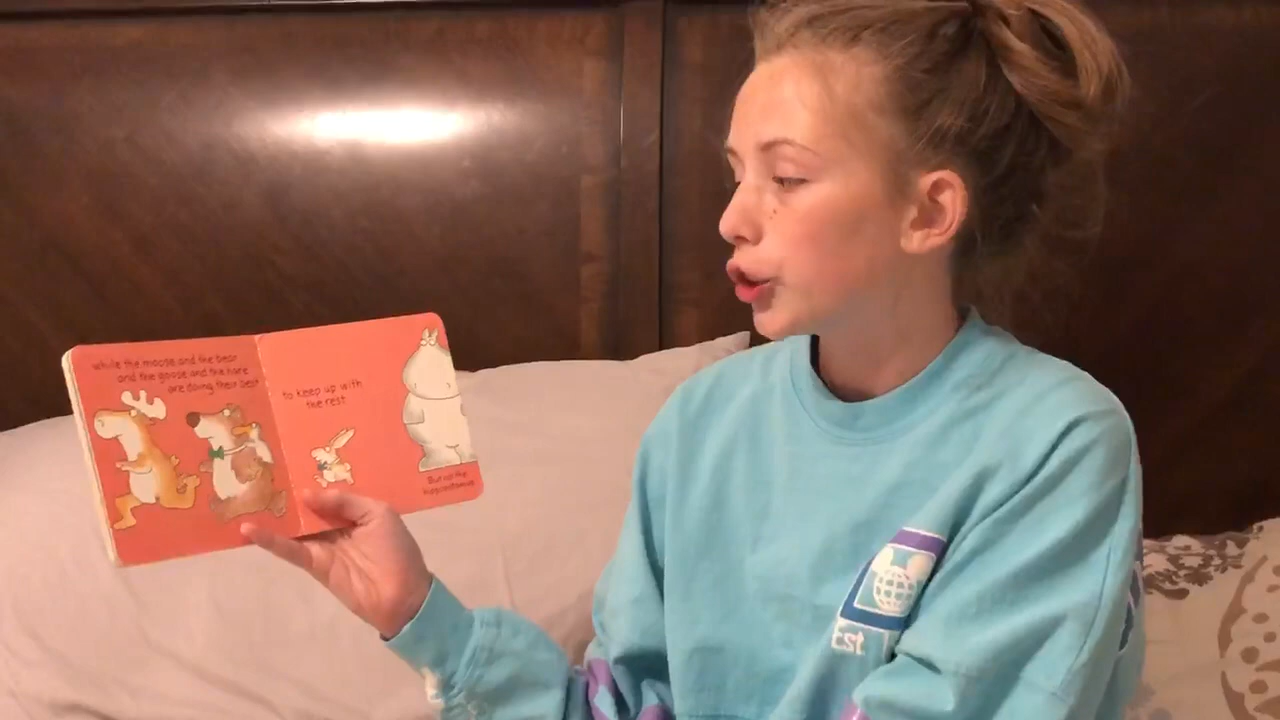 while the moose and the bear
and the goose and the hare
are doing their best
to keep up with
the rest
But not the
hippopotamus.
Est